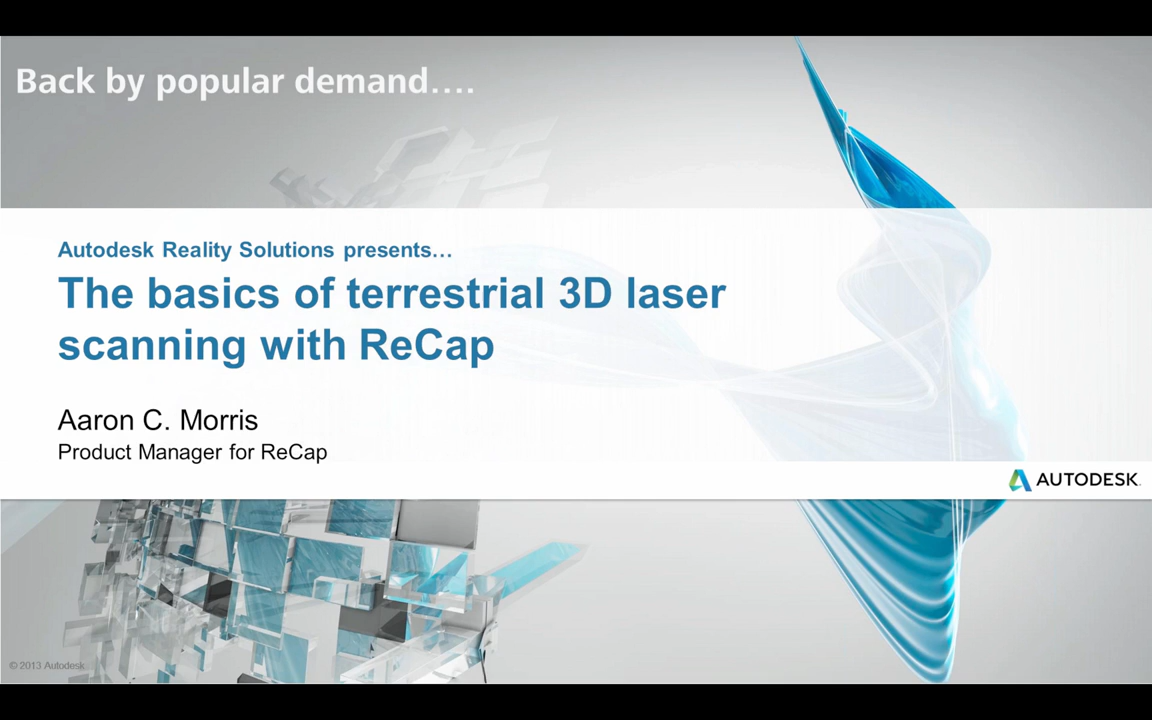 Back by popular demand....
Autodesk Reality Solutions presents...
The basics of terrestrial 3D laser
scanning with ReCap
Aaron C. Morris
Product Manager for ReCap
AUTODESK.
© 2013 Autodesk